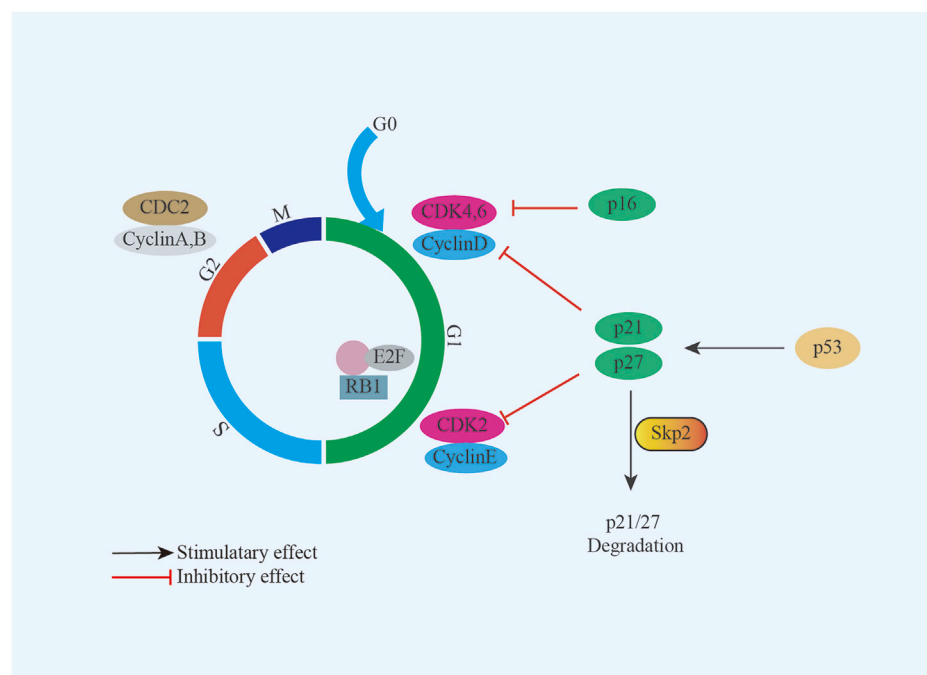 G0
CDC2
CyclinA,B
M
CDK4,6
CyclinD
p16
G2
G1
p21
p27
p53
E2F
RB1
S
CDK2
CyclinE
Skp2
p21/27
Degradation
Stimulatary effect
Inhibitory effect